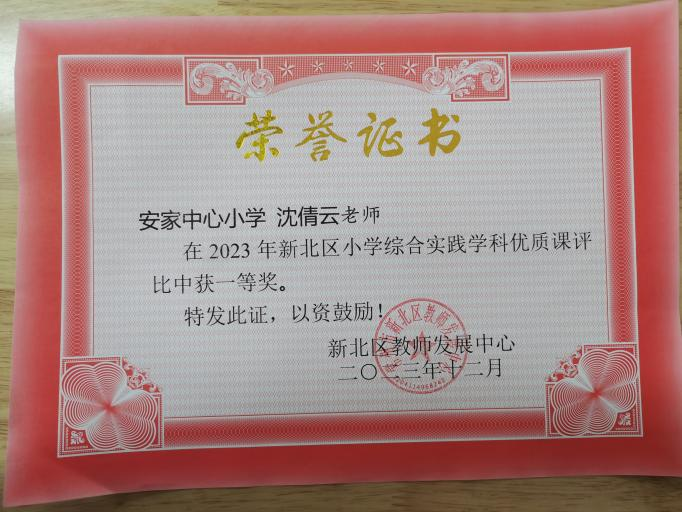 荣誉证书
安家中心小学 沈倩云老师
在 2023 年新北区小学综合实践学科优质课评
比中获一等奖。
特发此证，以资鼓励！
新北区教师发展中心
二〇二三年十二月